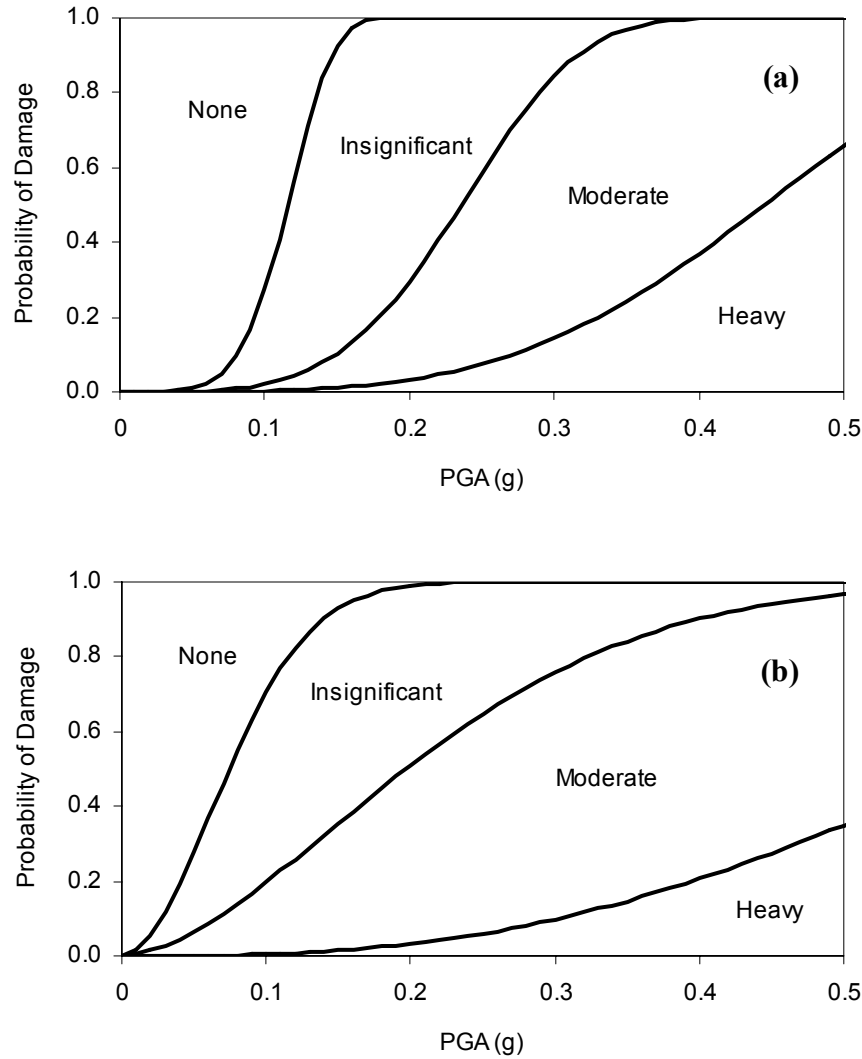 1.0
(a)
None
0.8
Insignificant
0.6
Moderate
0.4
Heavy
0.2
0.0
Probability of Damage
0 0.1 0.2 0.3 0.4 0.5
PGA (g)
1.0
None
(b)
0.8
Insignificant
0.6
Moderate
0.4
0.2
Heavy
0.0
Probability of Damage
0 0.1 0.2 0.3 0.4 0.5
PGA (g)